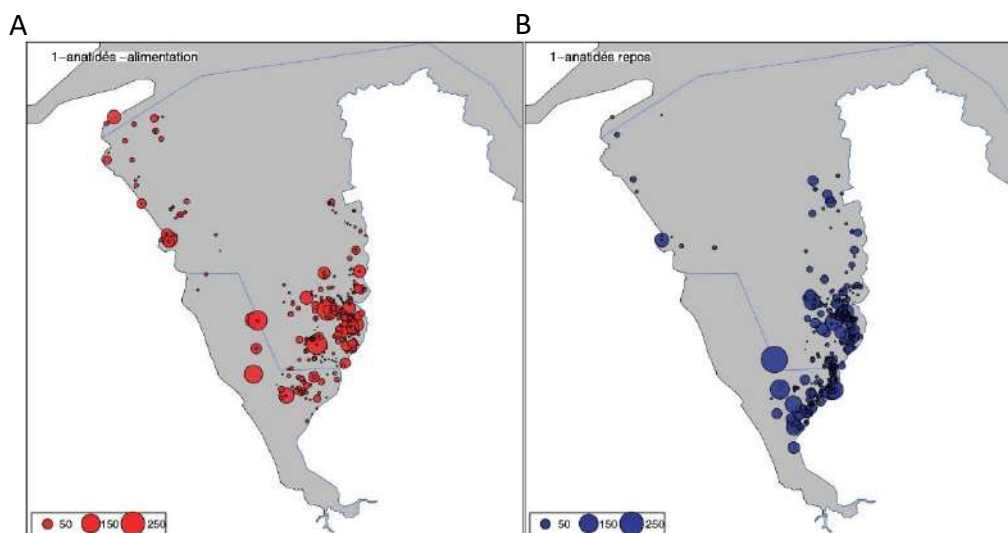 A
B
1-anatidés -alimentation
1-anatidés repos
50 150 250
50 150 250